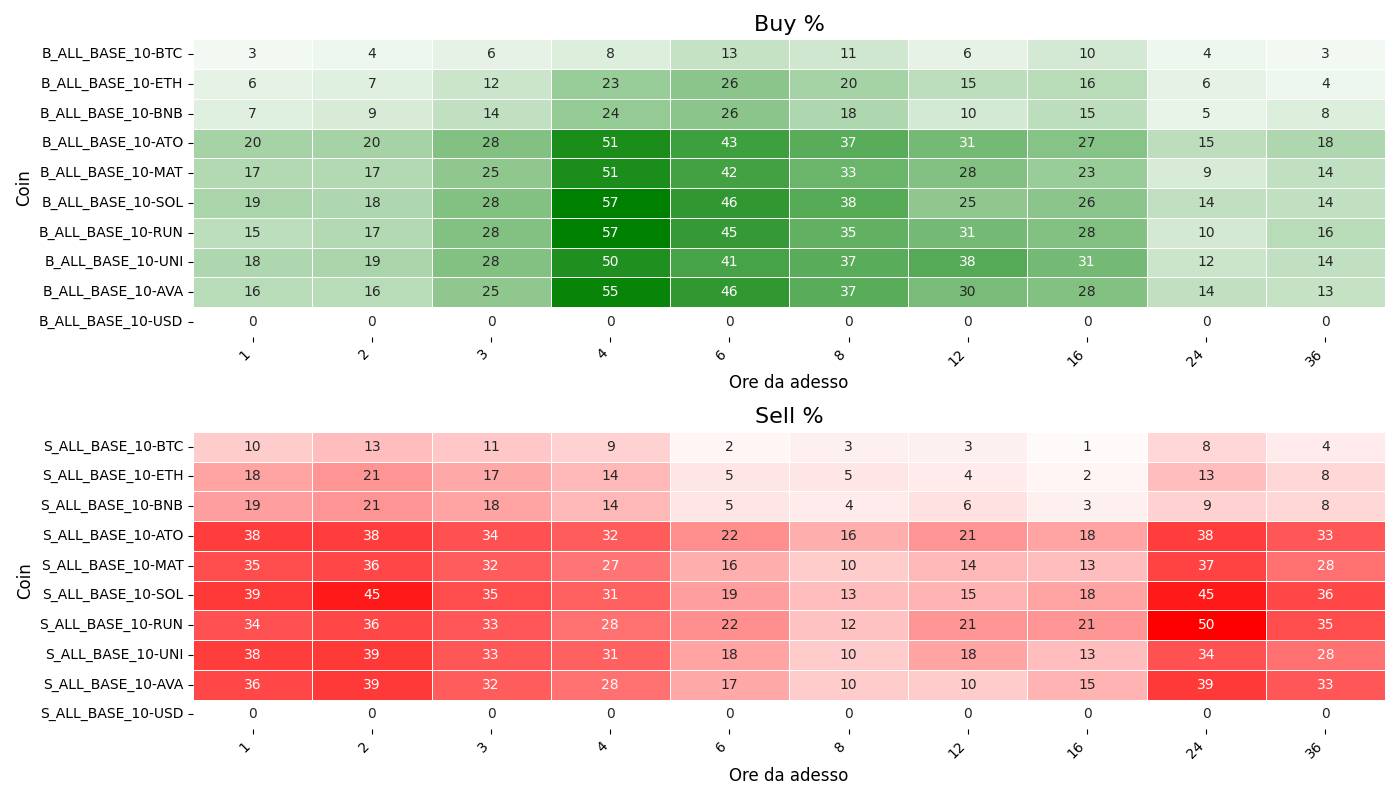 Buy %
Coin
B_ALL_BASE_10-BTC 3 4 6 8 13 11 6 10 4 3
B_ALL_BASE_10-ETH 6 7 12 23 26 20 15 16 6 4
B_ALL_BASE_10-BNB 7 9 14 24 26 18 10 15 5 8
B_ALL_BASE_10-ATO 20 20 28 51 43 37 31 27 15 18
B_ALL_BASE_10-MAT 17 17 25 51 42 33 28 23 9 14
B_ALL_BASE_10-SOL 19 18 28 57 46 38 25 26 14 14
B_ALL_BASE_10-RUN 15 17 28 57 45 35 31 28 10 16
B_ALL_BASE_10-UNI 18 19 28 50 41 37 38 31 12 14
B_ALL_BASE_10-AVA 16 16 25 55 46 37 30 28 14 13
B_ALL_BASE_10-USD 0 0 0 0 0 0 0 0 0 0
1 2 3 4 6 8 12 16 24 36
Ore da adesso
Sell %
Coin
S_ALL_BASE_10-BTC 10 13 11 9 2 3 3 1 8 4
S_ALL_BASE_10-ETH 18 21 17 14 5 5 4 2 13 8
S_ALL_BASE_10-BNB 19 21 18 14 5 4 6 3 9 8
S_ALL_BASE_10-ATO 38 38 34 32 22 16 21 18 38 33
S_ALL_BASE_10-MAT 35 36 32 27 16 10 14 13 37 28
S_ALL_BASE_10-SOL 39 45 35 31 19 13 15 18 45 36
S_ALL_BASE_10-RUN 34 36 33 28 22 12 21 21 50 35
S_ALL_BASE_10-UNI 38 39 33 31 18 10 18 13 34 28
S_ALL_BASE_10-AVA 36 39 32 28 17 10 10 15 39 33
S_ALL_BASE_10-USD 0 0 0 0 0 0 0 0 0 0
1 2 3 4 6 8 12 16 24 36
Ore da adesso